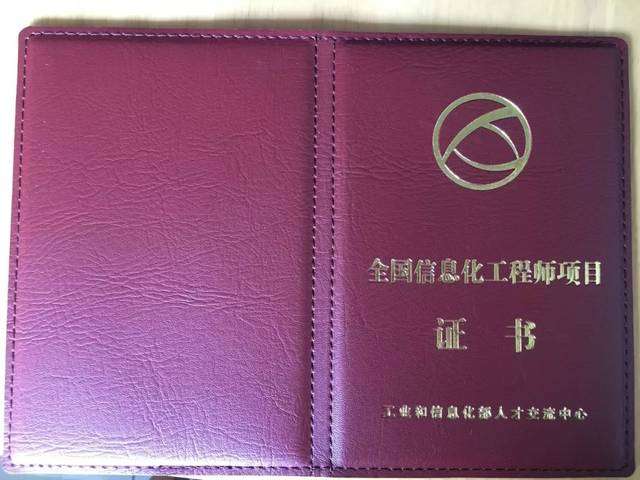 全国信息化工程师项目
证书
工业和信息化部人才交流中心